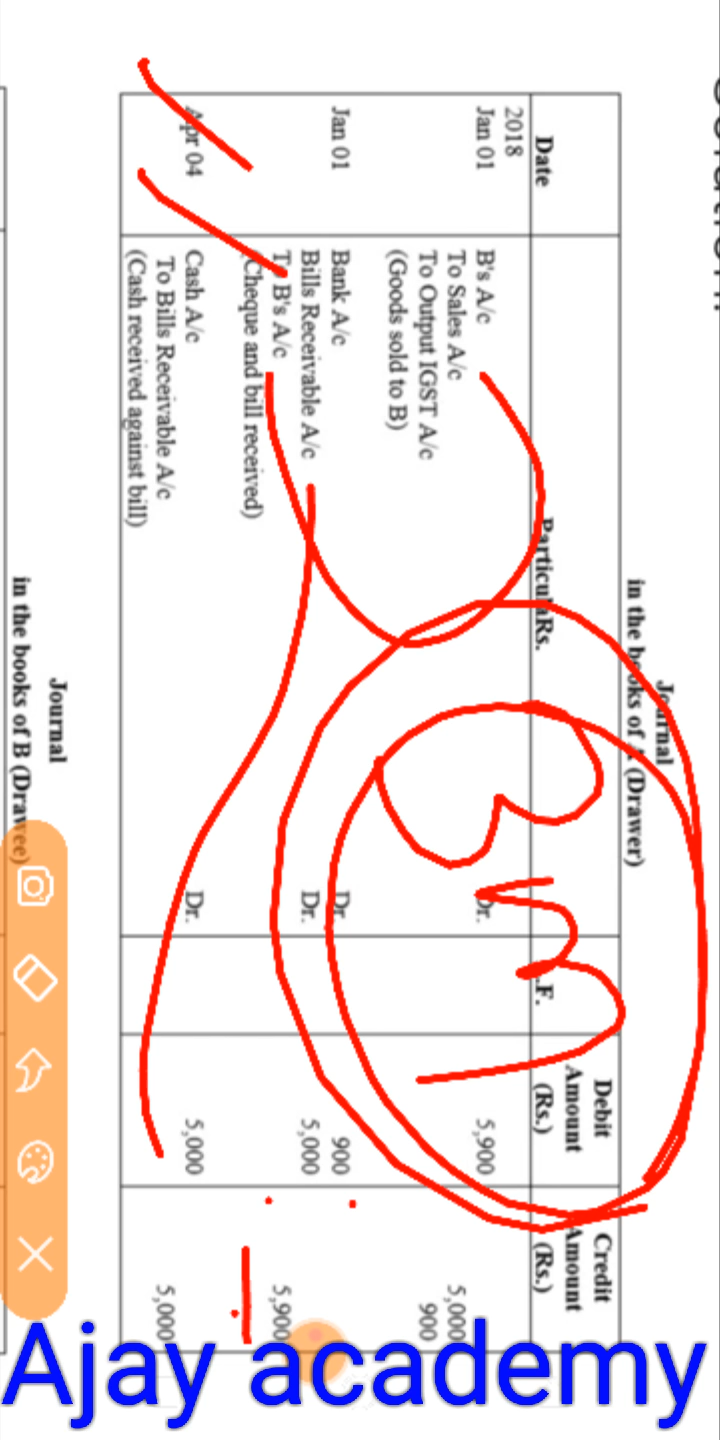 Journal
in the books of A (Drawer)
Date Particulars. L.F. Debit Amount (Rs.) Credit Amount (Rs.)
2018
Jan 01 B's A/c Dr. 5,900
To Sales A/c 5,000
To Output IGST A/c 900
(Goods sold to B)
Jan 01 Bank A/c Dr. 900
Bills Receivable A/c Dr. 5,000
To B's A/c 5,900
(Cheque and bill received)
Apr 04 Cash A/c Dr. 5,000
To Bills Receivable A/c 5,000
(Cash received against bill)
Journal
in the books of B (Drawee)
Ajay academy